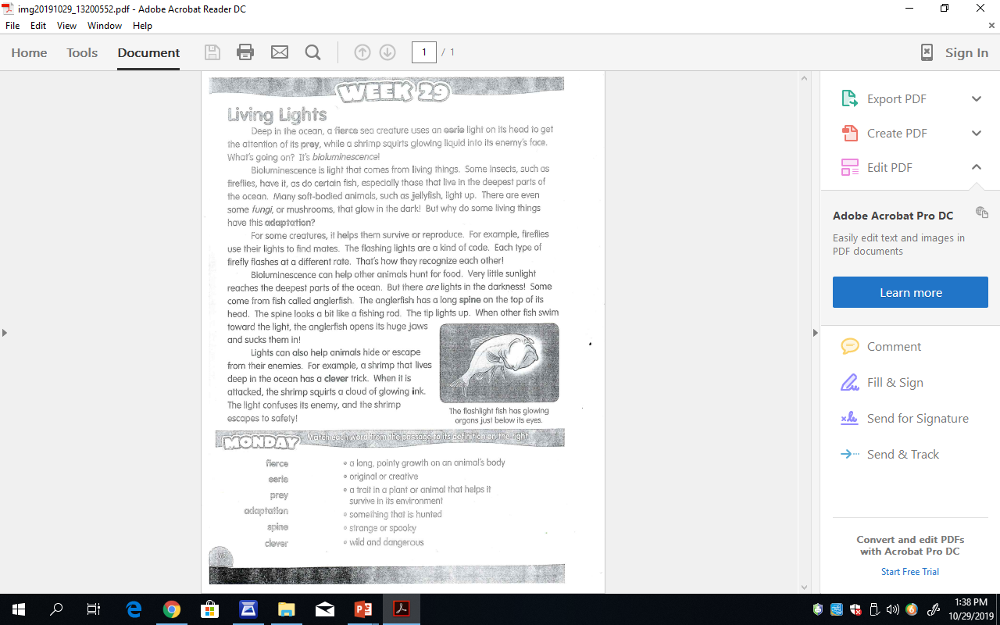 img20191029_13200552.pdf - Adobe Acrobat Reader DC
File Edit View Window Help
Home Tools Document 1 / 1 Sign In
WEEK 29
Living Lights
Deep in the ocean, a fierce sea creature uses an eerie light on its head to get
the attention of its prey, while a shrimp squirts glowing liquid into its enemy's face.
What's going on? It's bioluminescence!
Bioluminescence is light that comes from living things. Some insects, such as
fireflies, have it, as do certain fish, especially those that live in the deepest parts of
the ocean. Many soft-bodied animals, such as jellyfish, light up. There are even
some fungi, or mushrooms, that glow in the dark! But why do some living things
have this adaptation?
For some creatures, it helps them survive or reproduce. For example, fireflies
use their lights to find mates. The flashing lights are a kind of code. Each type of
firefly flashes at a different rate. That's how they recognize each other!
Bioluminescence can help other animals hunt for food. Very little sunlight
reaches the deepest parts of the ocean. But there are lights in the darkness! Some
come from fish called anglerfish. The anglerfish has a long spine on the top of its
head. The spine looks a bit like a fishing rod. The tip lights up. When other fish swim
toward the light, the anglerfish opens its huge jaws
and sucks them in!
Lights can also help animals hide or escape
from their enemies. For example, a shrimp that lives
deep in the ocean has a clever trick. When it is
attacked, the shrimp squirts a cloud of glowing ink.
The light confuses its enemy, and the shrimp
escapes to safety!
The flashlight fish has glowing
organs just below its eyes.
MONDAY Match each word from the passage to its definition on the right.
fierce
eerie
prey
adaptation
spine
clever
• a long, pointy growth on an animal's body
• original or creative
• a trait in a plant or animal that helps it
survive in its environment
• something that is hunted
• strange or spooky
• wild and dangerous
Export PDF
Create PDF
Edit PDF
Adobe Acrobat Pro DC
Easily edit text and images in
PDF documents
Learn more
Comment
Fill & Sign
Send for Signature
Send & Track
Convert and edit PDFs
with Acrobat Pro DC
Start Free Trial
1:38 PM
10/29/2019